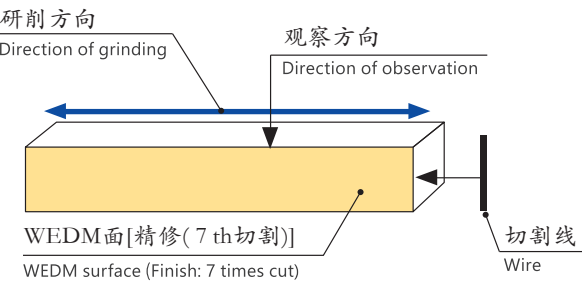 研削方向
Direction of grinding
观察方向
Direction of observation
WEDM面[精修( 7 th切割)]
WEDM surface (Finish: 7 times cut)
切割线
Wire